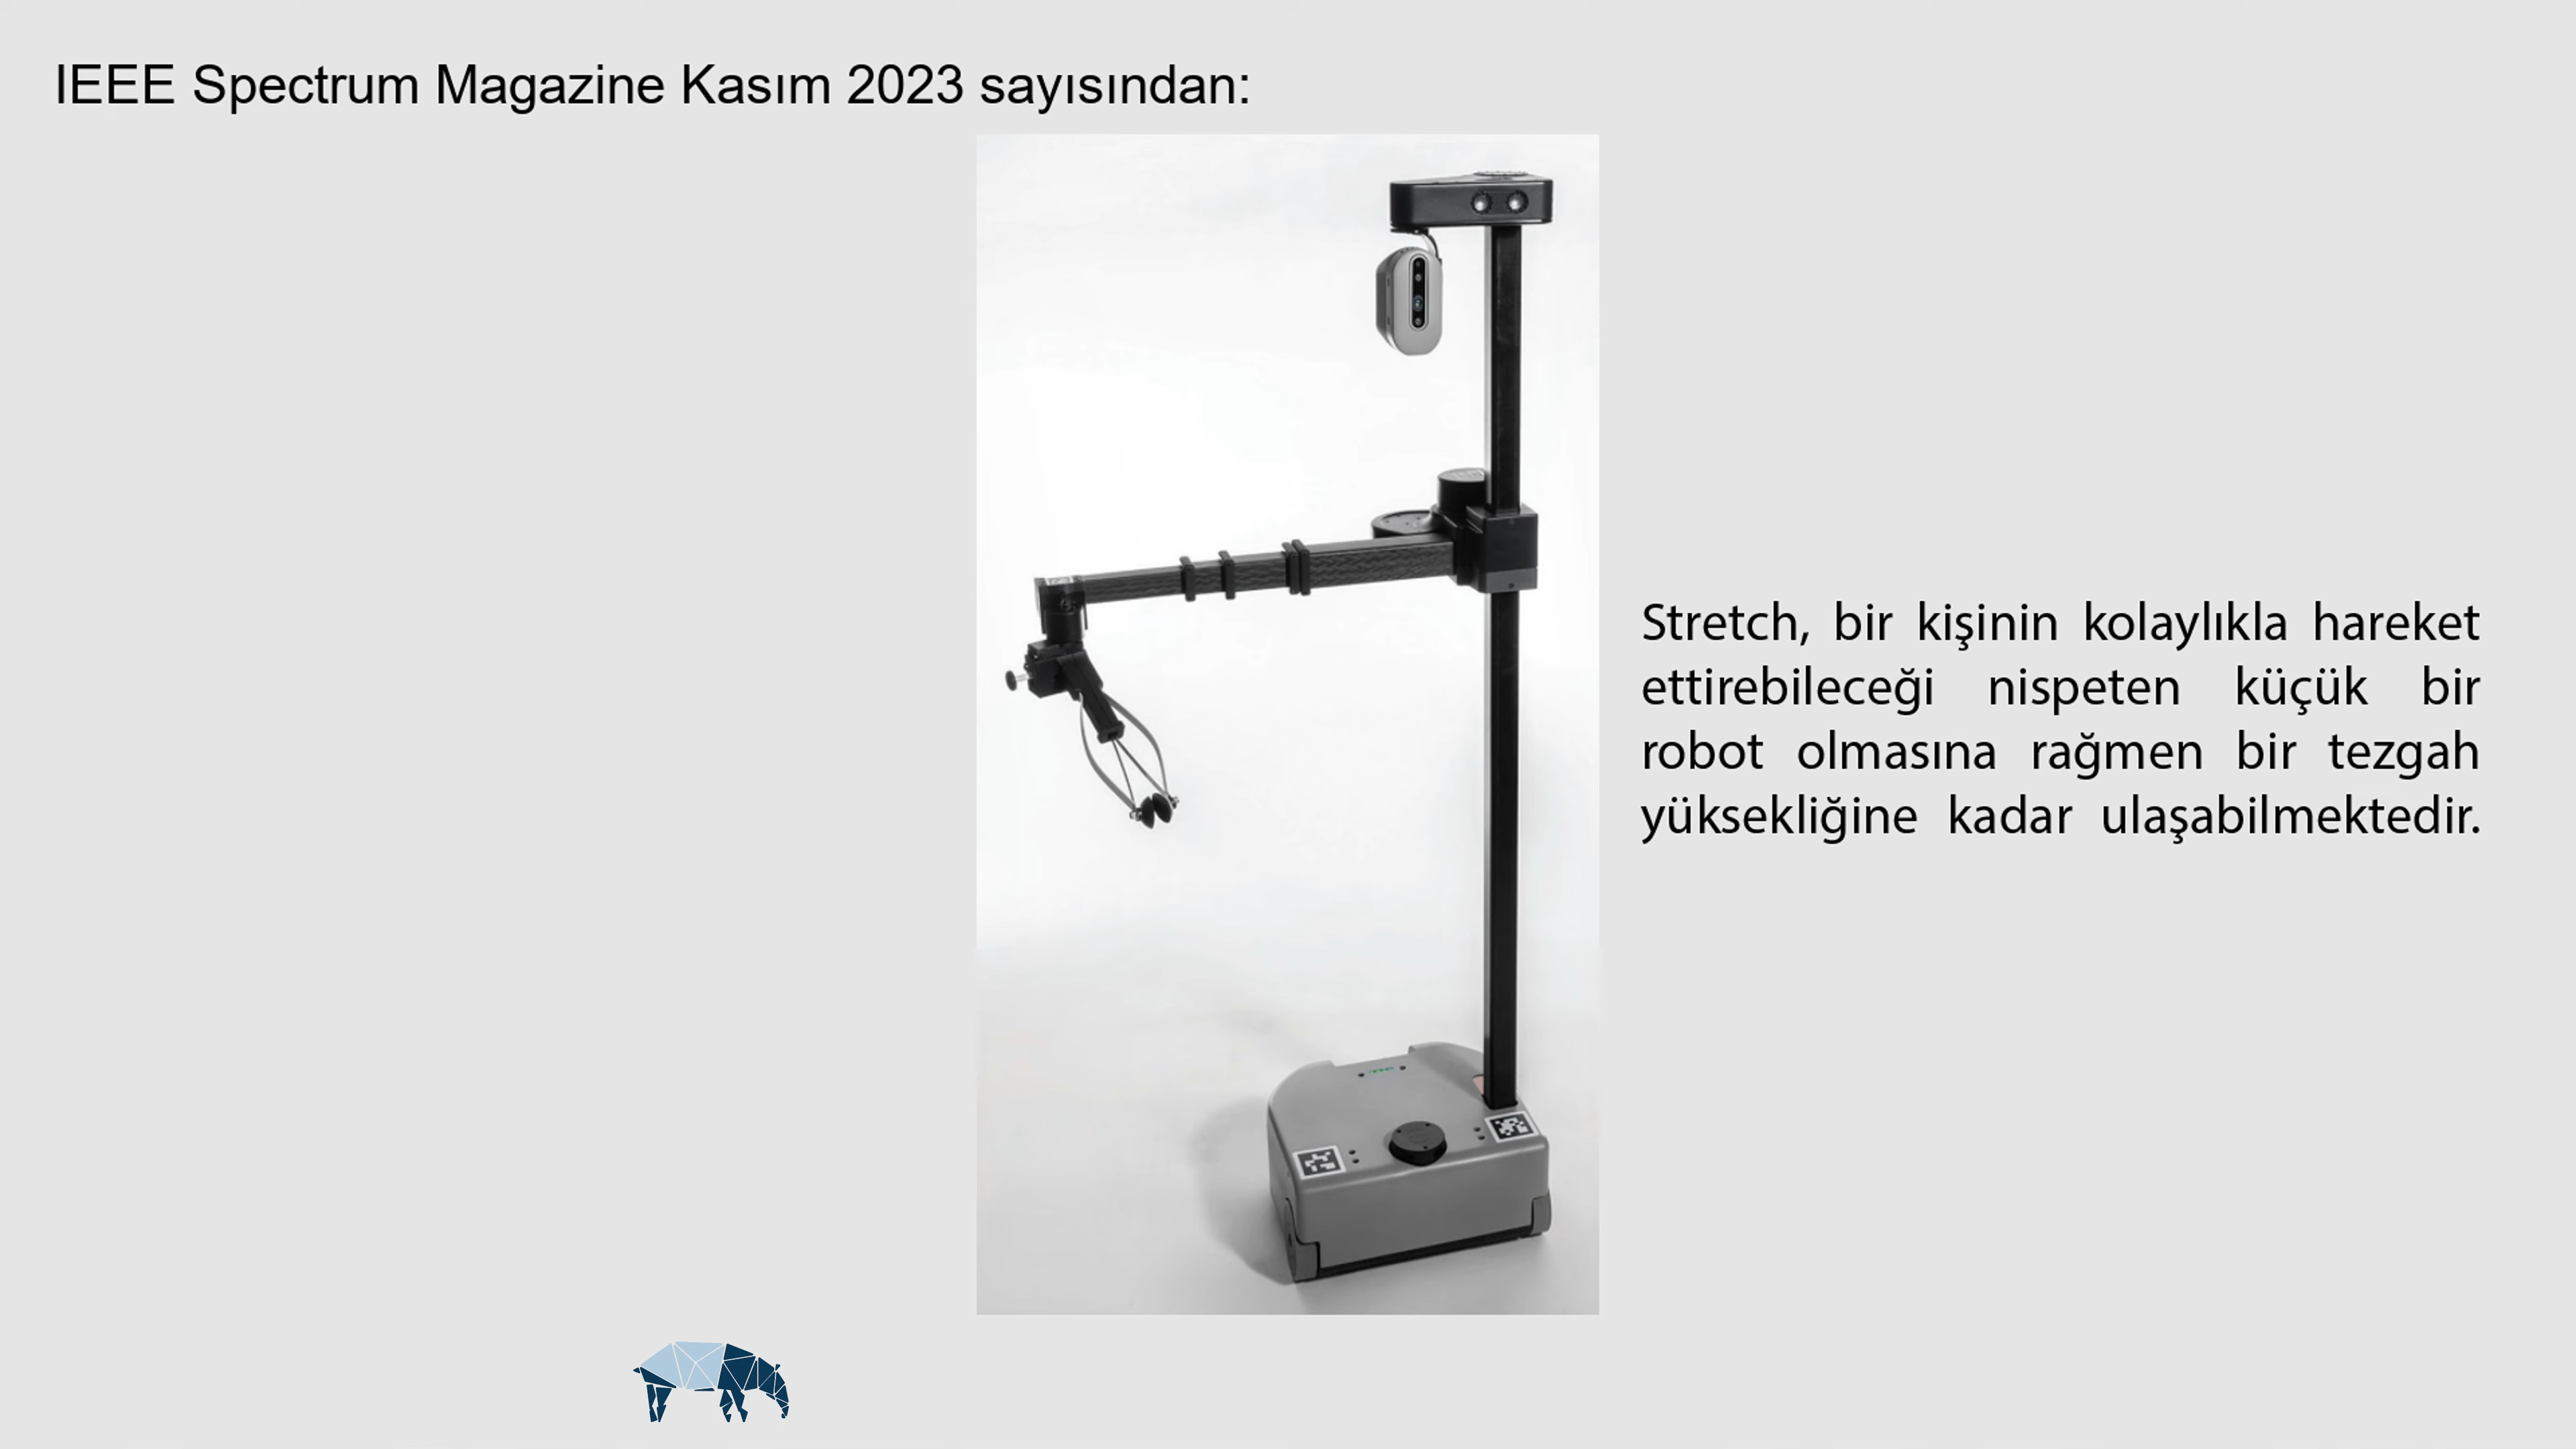 IEEE Spectrum Magazine Kasım 2023 sayısından:
Stretch, bir kişinin kolaylıkla hareket
ettirebileceği nispeten küçük bir
robot olmasına rağmen bir tezgah
yüksekliğine kadar ulaşabilmektedir.